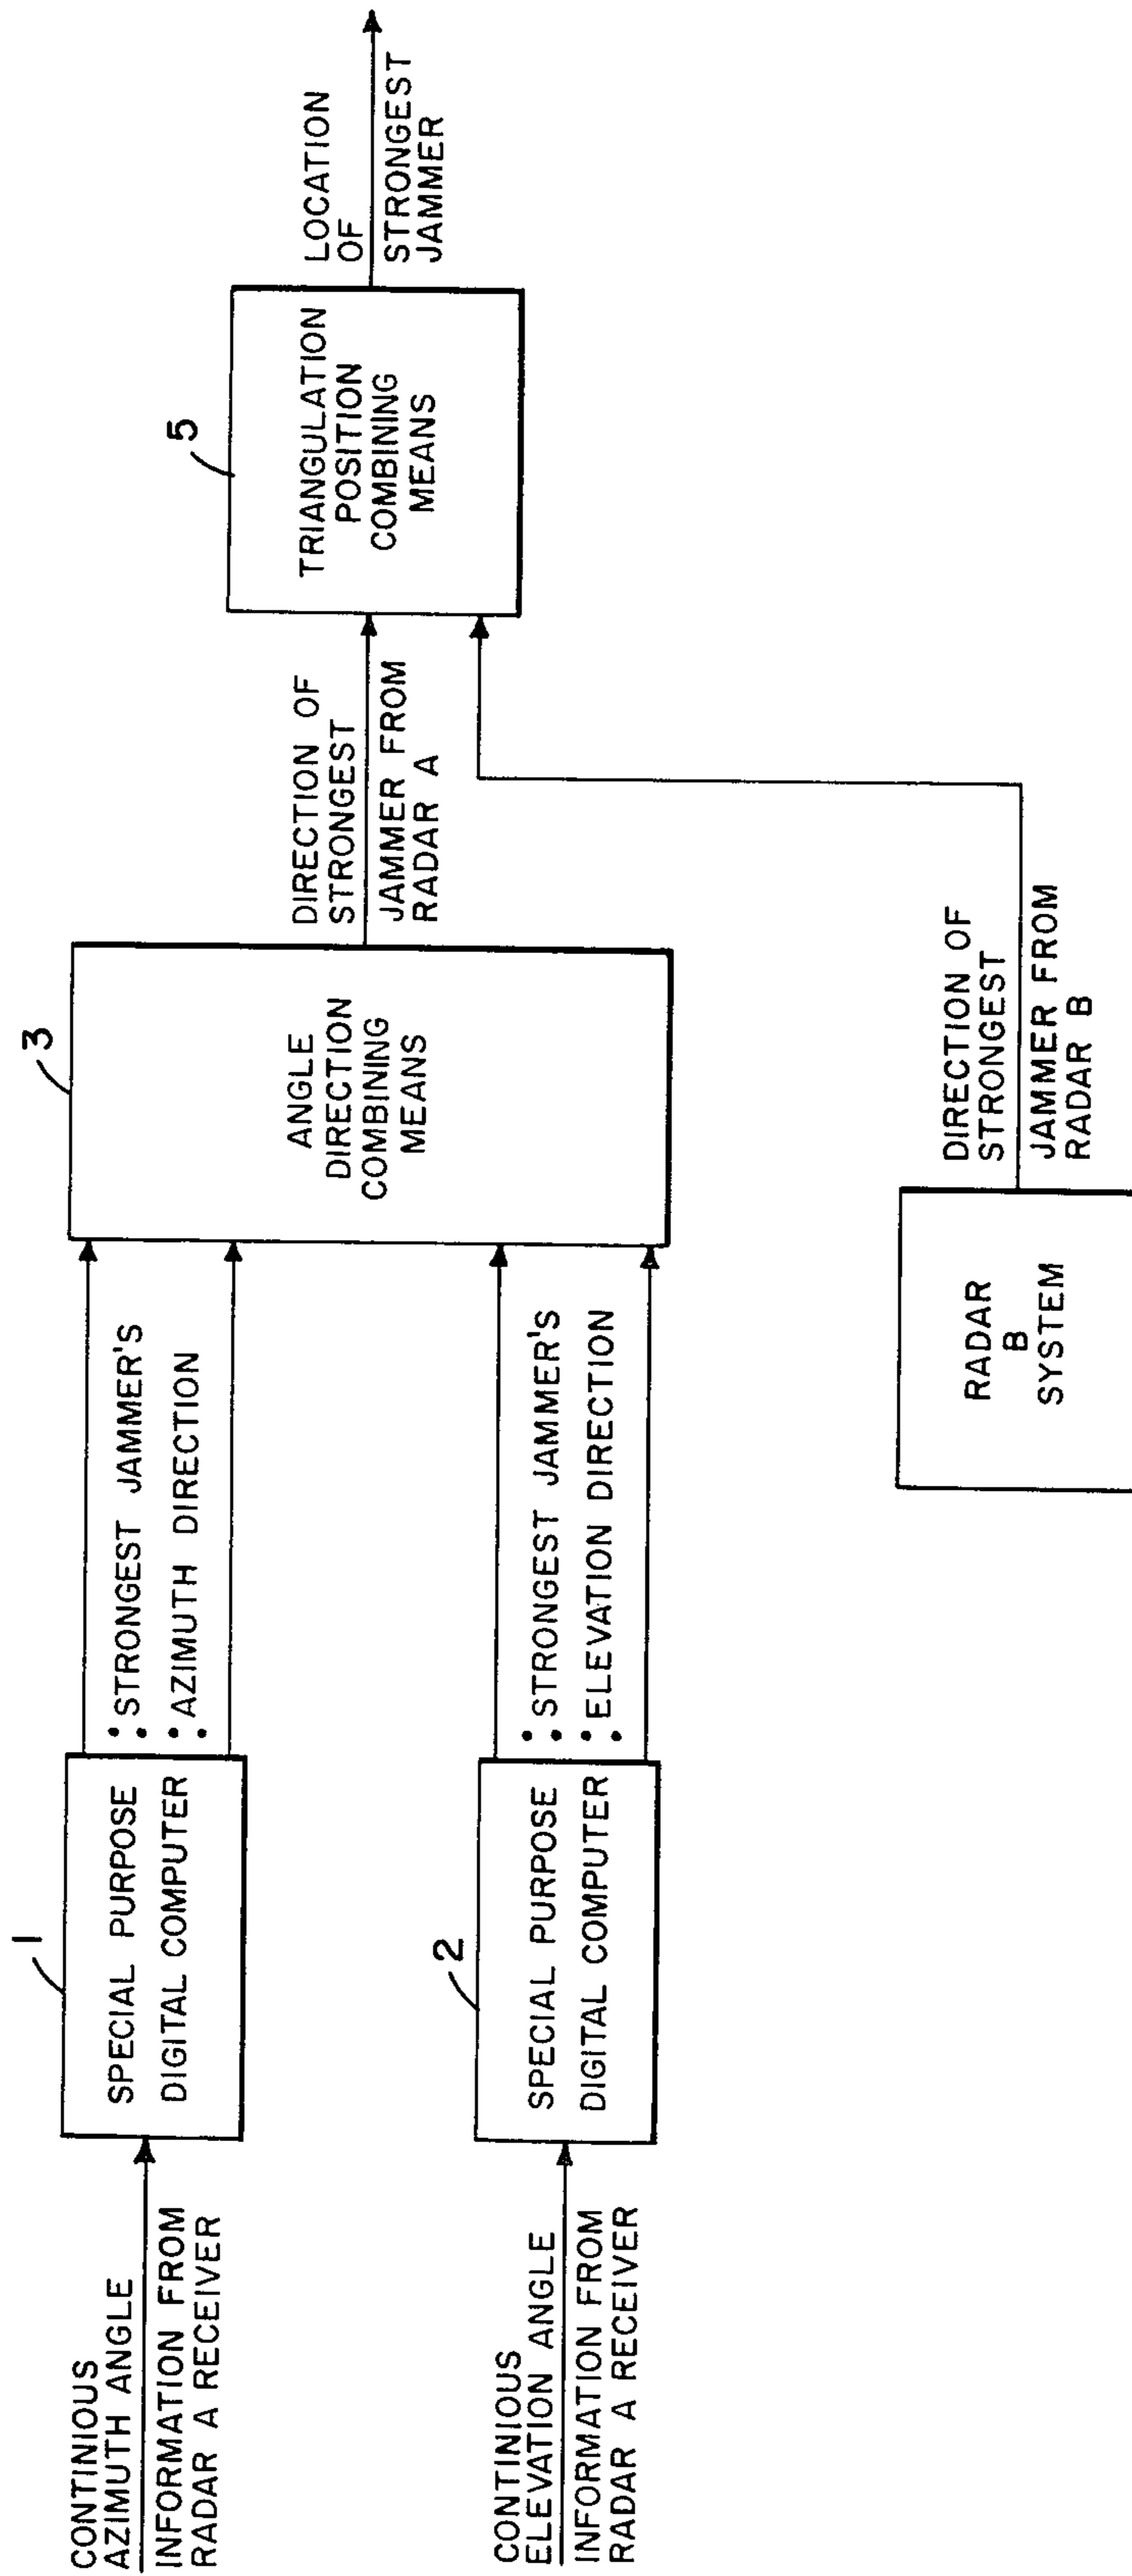 CONTINIOUS
AZIMUTH ANGLE
INFORMATION FROM
RADAR A RECEIVER
1
SPECIAL PURPOSE
DIGITAL COMPUTER
STRONGEST JAMMER'S
AZIMUTH DIRECTION
CONTINIOUS
ELEVATION ANGLE
INFORMATION FROM
RADAR A RECEIVER
2
SPECIAL PURPOSE
DIGITAL COMPUTER
STRONGEST JAMMER'S
ELEVATION DIRECTION
3
ANGLE
DIRECTION
COMBINING
MEANS
DIRECTION OF
STRONGEST
JAMMER FROM
RADAR A
RADAR
B
SYSTEM
DIRECTION OF
STRONGEST
JAMMER FROM
RADAR B
5
TRIANGULATION
POSITION
COMBINING
MEANS
LOCATION
OF
STRONGEST
JAMMER